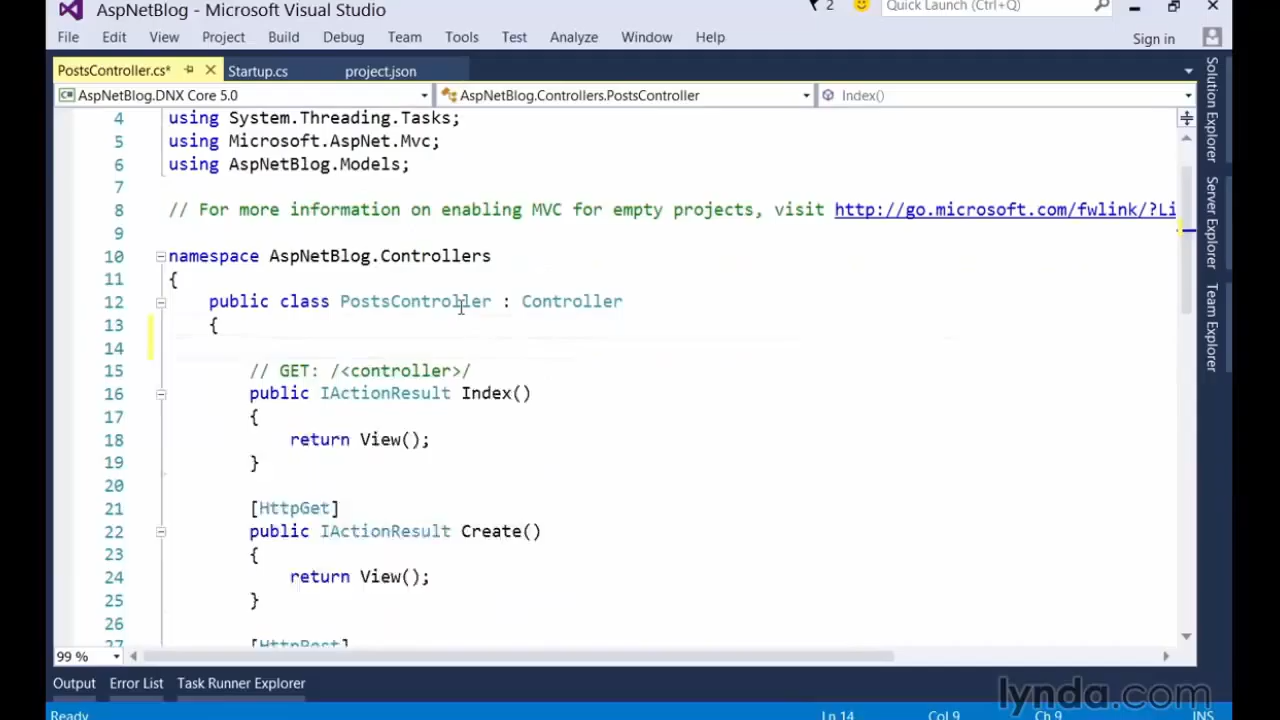 AspNetBlog - Microsoft Visual Studio
2
Quick Launch (Ctrl+Q)
File Edit View Project Build Debug Team Tools Test Analyze Window Help
Sign in
PostsController.cs* Startup.cs project.json
AspNetBlog.DNX Core 5.0 AspNetBlog.Controllers.PostsController Index()
4 using System.Threading.Tasks;
5 using Microsoft.AspNet.Mvc;
6 using AspNetBlog.Models;
7
8 // For more information on enabling MVC for empty projects, visit http://go.microsoft.com/fwlink/?Li
9
10 namespace AspNetBlog.Controllers
11 {
12 public class PostsController : Controller
13 {
14
15 // GET: /<controller>/
16 public IActionResult Index()
17 {
18 return View();
19 }
20
21 [HttpGet]
22 public IActionResult Create()
23 {
24 return View();
25 }
26
27 [HttpPost]
99 %
Solution Explorer
Server Explorer
Team Explorer
Output Error List Task Runner Explorer
lynda.com
Ready Ln 14 Col 9 Ch 9 INS